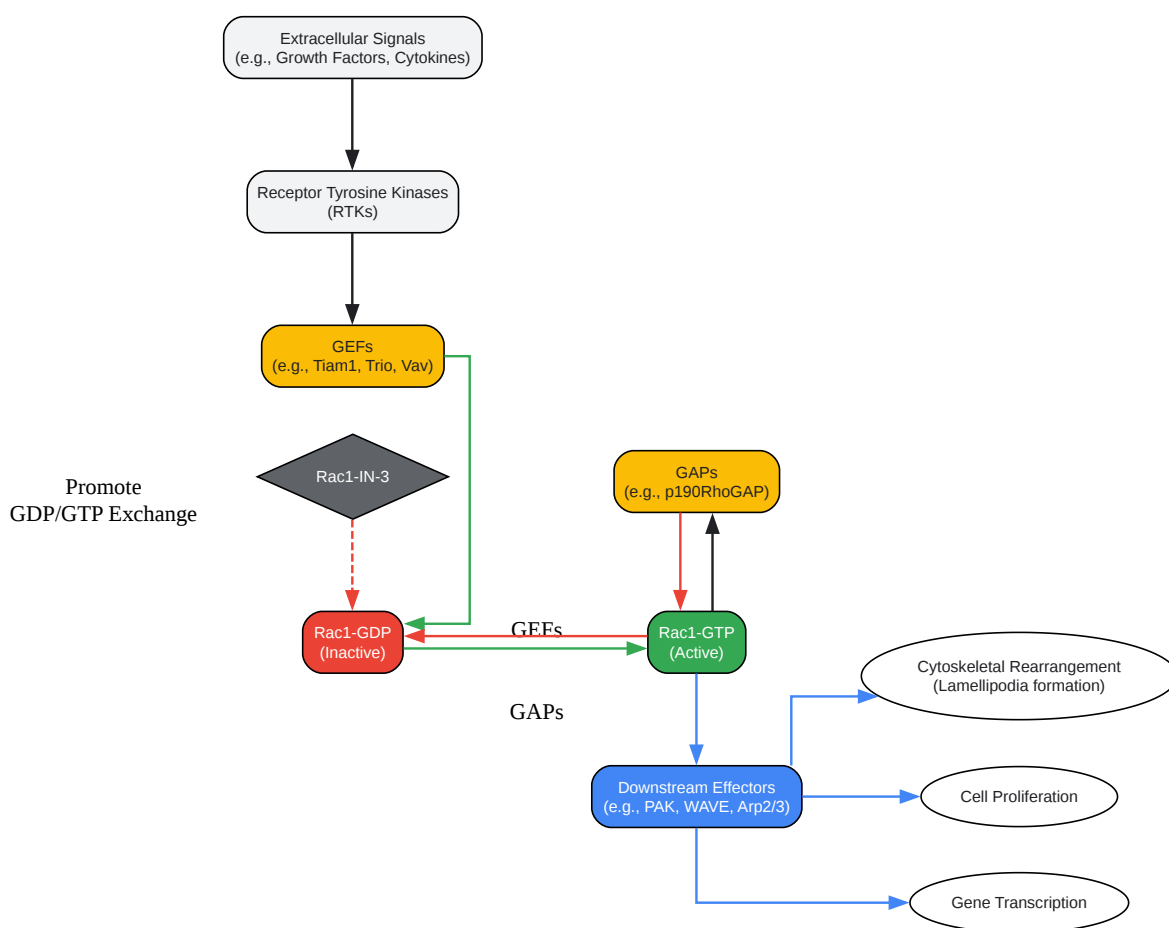 Extracellular Signals
(e.g., Growth Factors, Cytokines)
Receptor Tyrosine Kinases
(RTKs)
GEFs
(e.g., Tiam1, Trio, Vav)
Rac1-IN-3
Promote
GDP/GTP Exchange
GAPs
(e.g., p190RhoGAP)
Rac1-GDP
(Inactive)
GEFs
Rac1-GTP
(Active)
GAPs
Cytoskeletal Rearrangement
(Lamellipodia formation)
Downstream Effectors
(e.g., PAK, WAVE, Arp2/3)
Cell Proliferation
Gene Transcription